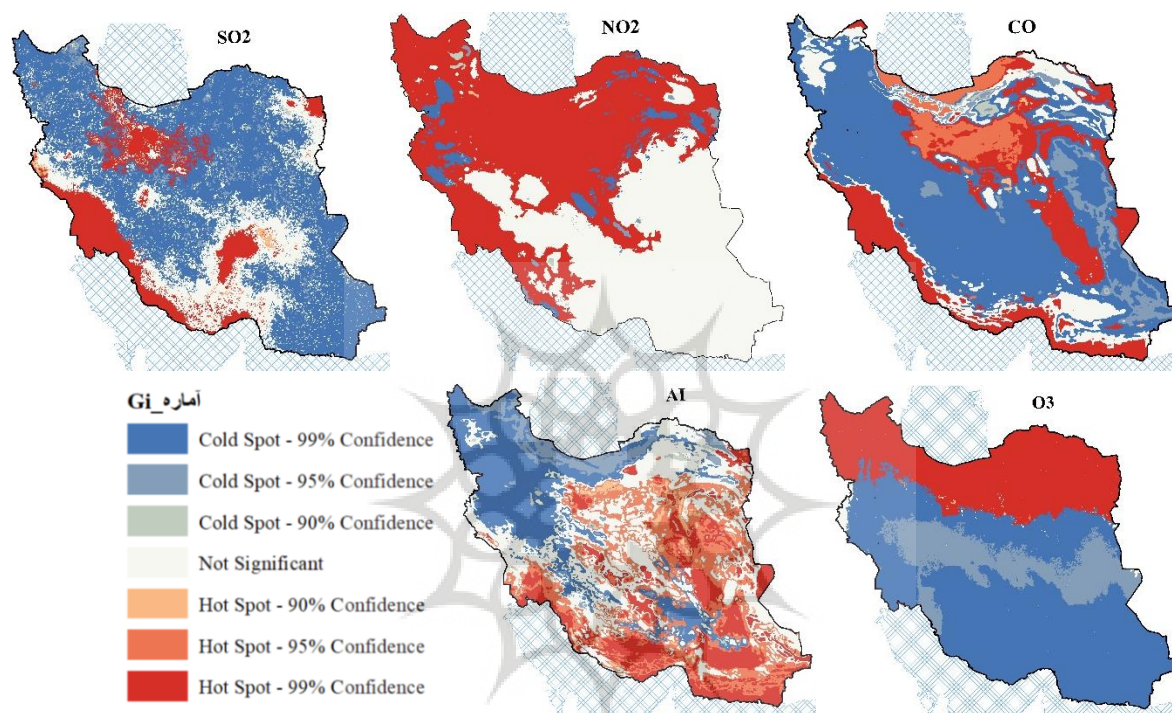 SO2
NO2
CO
آماره_Gi
Cold Spot - 99% Confidence
Cold Spot - 95% Confidence
Cold Spot - 90% Confidence
Not Significant
Hot Spot - 90% Confidence
Hot Spot - 95% Confidence
Hot Spot - 99% Confidence
AI
O3